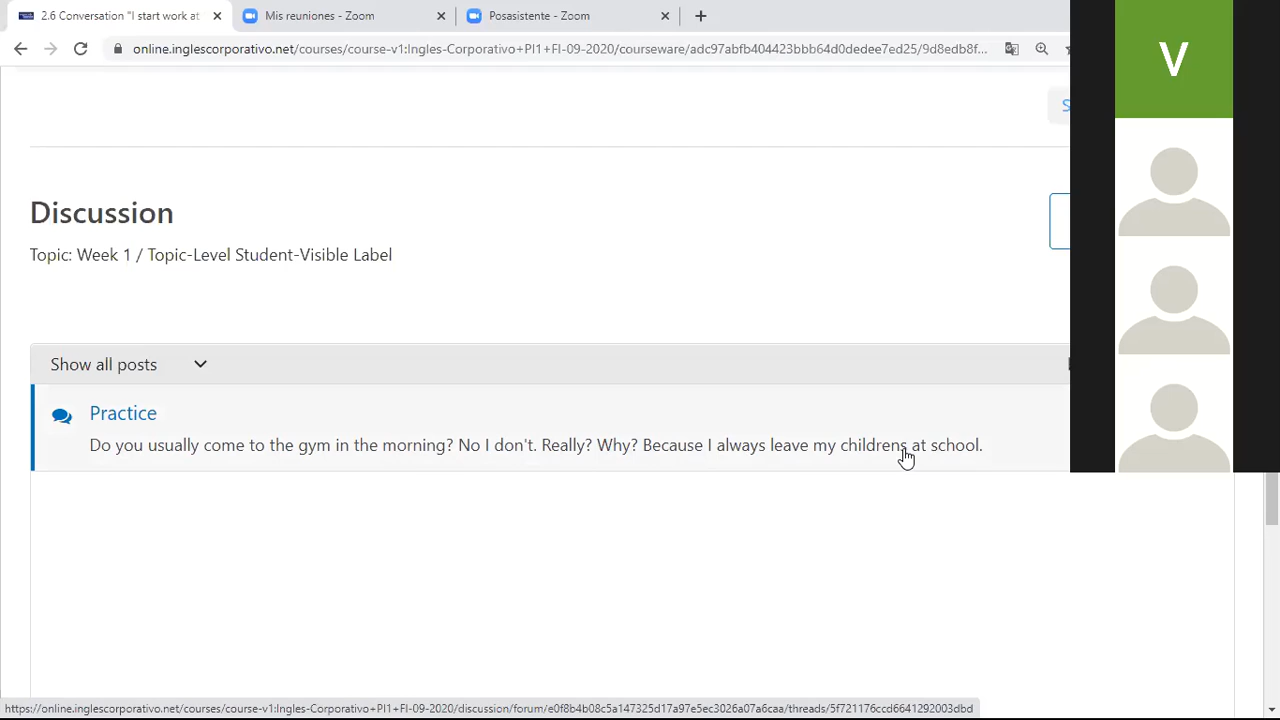 2.6 Conversation "I start work at
Mis reuniones - Zoom
Posasistente - Zoom
online.inglescorporativo.net/courses/course-v1:Ingles-Corporativo+PI1+FI-09-2020/courseware/adc97abfb404423bbb64d0dedee7ed25/9d8edb8f...
S
V
Discussion
Topic: Week 1 / Topic-Level Student-Visible Label
Show all posts
Practice
Do you usually come to the gym in the morning? No I don't. Really? Why? Because I always leave my childrens at school.
https://online.inglescorporativo.net/courses/course-v1:Ingles-Corporativo+PI1+FI-09-2020/discussion/forum/e0f8b4b08c5a147325d17a97e5ec3026a07a6caa/threads/5f721176ccd6641292003dbd